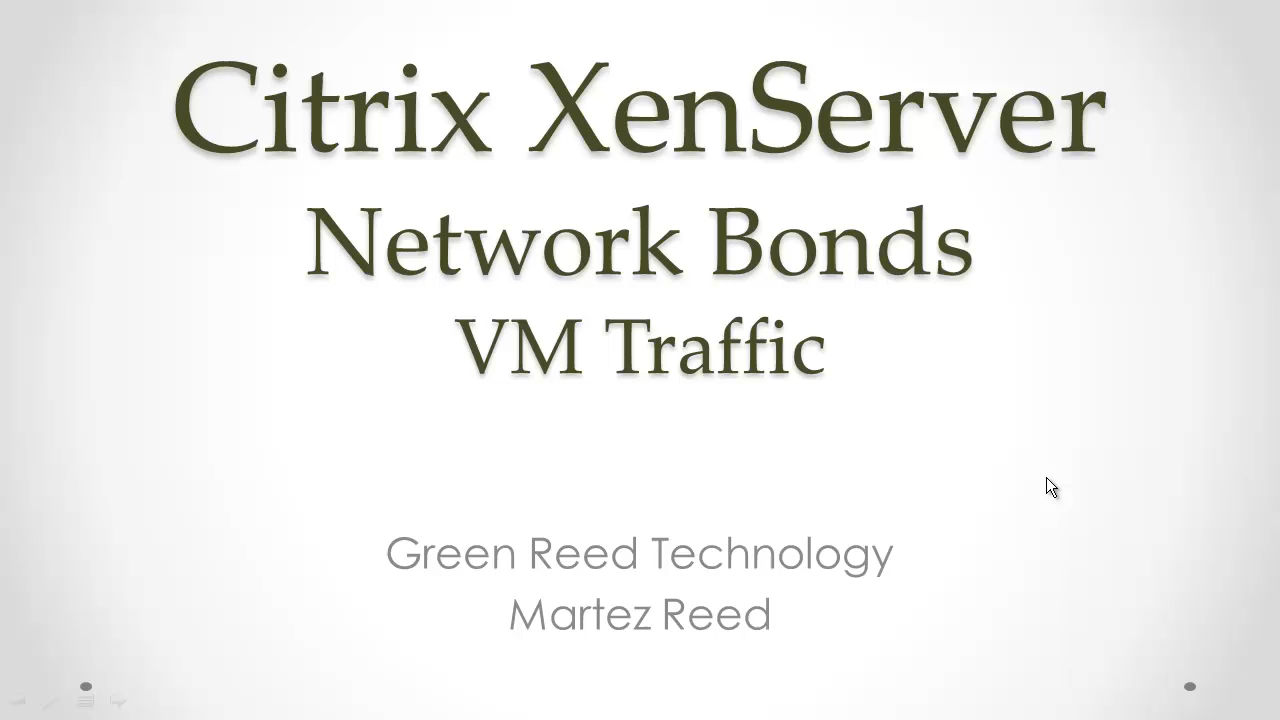 Citrix XenServer
Network Bonds
VM Traffic
Green Reed Technology
Martez Reed